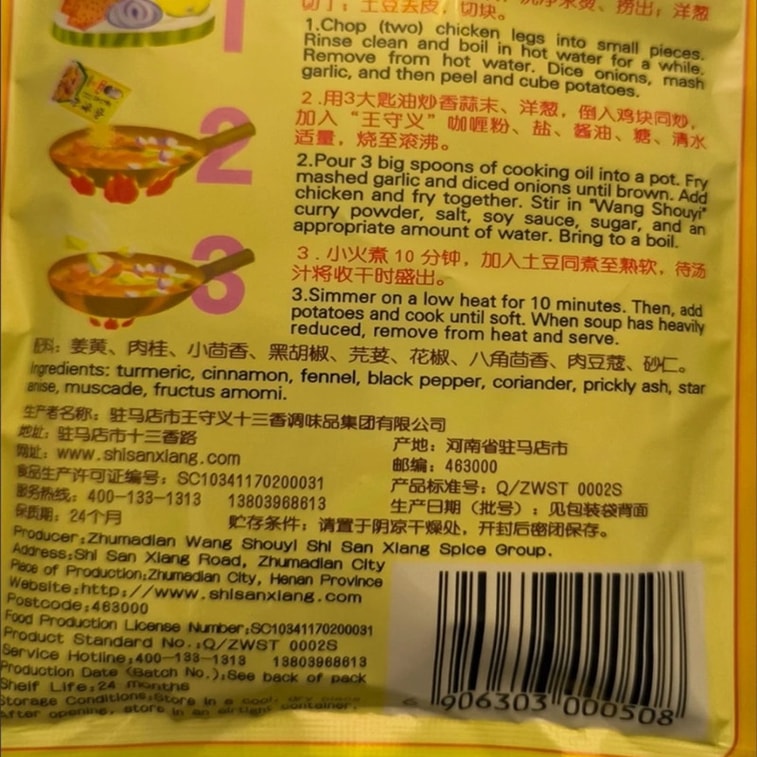 切丁；土豆去皮，切块。
1
1.Chop (two) chicken legs into small pieces.
Rinse clean and boil in hot water for a while.
Remove from hot water. Dice onions, mash
garlic, and then peel and cube potatoes.
2.用3大匙油炒香蒜末、洋葱，倒入鸡块同炒，
加入“王守义”咖喱粉、盐、酱油、糖、清水
适量，烧至滚沸。
2
2.Pour 3 big spoons of cooking oil into a pot. Fry
mashed garlic and diced onions until brown. Add
chicken and fry together. Stir in "Wang Shouyi"
curry powder, salt, soy sauce, sugar, and an
appropriate amount of water. Bring to a boil.
3.小火煮10分钟，加入土豆同煮至熟软，待汤
汁将收干时盛出。
3
3.Simmer on a low heat for 10 minutes. Then, add
potatoes and cook until soft. When soup has heavily
reduced, remove from heat and serve.
配料：姜黄、肉桂、小茴香、黑胡椒、芫荽、花椒、八角茴香、肉豆蔻、砂仁。
Ingredients: turmeric, cinnamon, fennel, black pepper, coriander, prickly ash, star
anise, muscade, fructus amomi.
生产者名称：驻马店市王守义十三香调味品集团有限公司
地址：驻马店市十三香路
产地：河南省驻马店市
网址：www.shisanxiang.com
邮编：463000
食品生产许可证编号：SC10341170200031
产品标准号：Q/ZWST 0002S
服务热线：400-133-1313 13803968613
生产日期（批号）：见包装袋背面
保质期：24个月
贮存条件：请置于阴凉干燥处，开封后密闭保存。
Producer:Zhumadian Wang Shouyi Shi San Xiang Spice Group.
Address:Shi San Xiang Road, Zhumadian City
Place of Production:Zhumadian City, Henan Province
Website:http://www.shisanxiang.com
Postcode:463000
Food Production License Number:SC10341170200031
Product Standard No.:Q/ZWST 0002S
Service Hotline:400-133-1313 13803968613
Production Date (Batch No.):See back of pack
Shelf Life:24 months
Storage Conditions:Store in a cool, dry place
After opening, store in an airtight container.
6 906303 000508